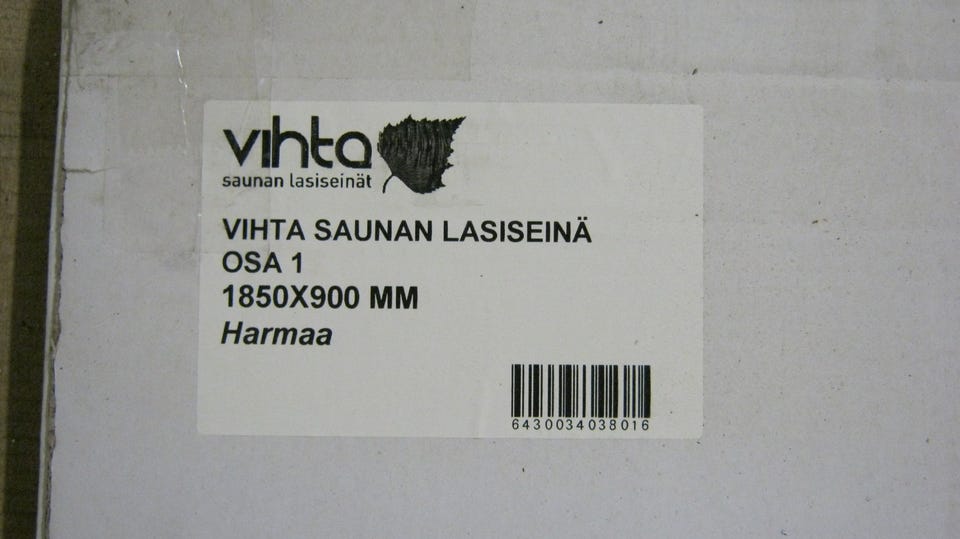 vihta
saunan lasiseinät
VIHTA SAUNAN LASISEINÄ
OSA 1
1850X900 MM
Harmaa
6430034038016